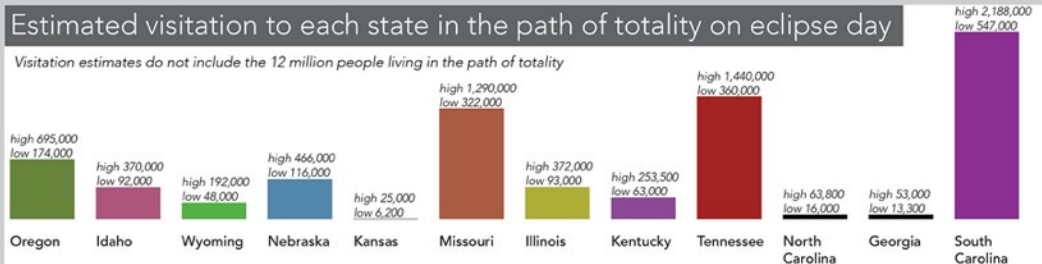 Estimated visitation to each state in the path of totality on eclipse day
Visitation estimates do not include the 12 million people living in the path of totality
high 695,000
low 174,000
Oregon
high 370,000
low 92,000
Idaho
high 192,000
low 48,000
Wyoming
high 466,000
low 116,000
Nebraska
high 25,000
low 6,200
Kansas
high 1,290,000
low 322,000
Missouri
high 372,000
low 93,000
Illinois
high 253,500
low 63,000
Kentucky
high 1,440,000
low 360,000
Tennessee
high 63,800
low 16,000
North
Carolina
high 53,000
low 13,300
Georgia
high 2,188,000
low 547,000
South
Carolina